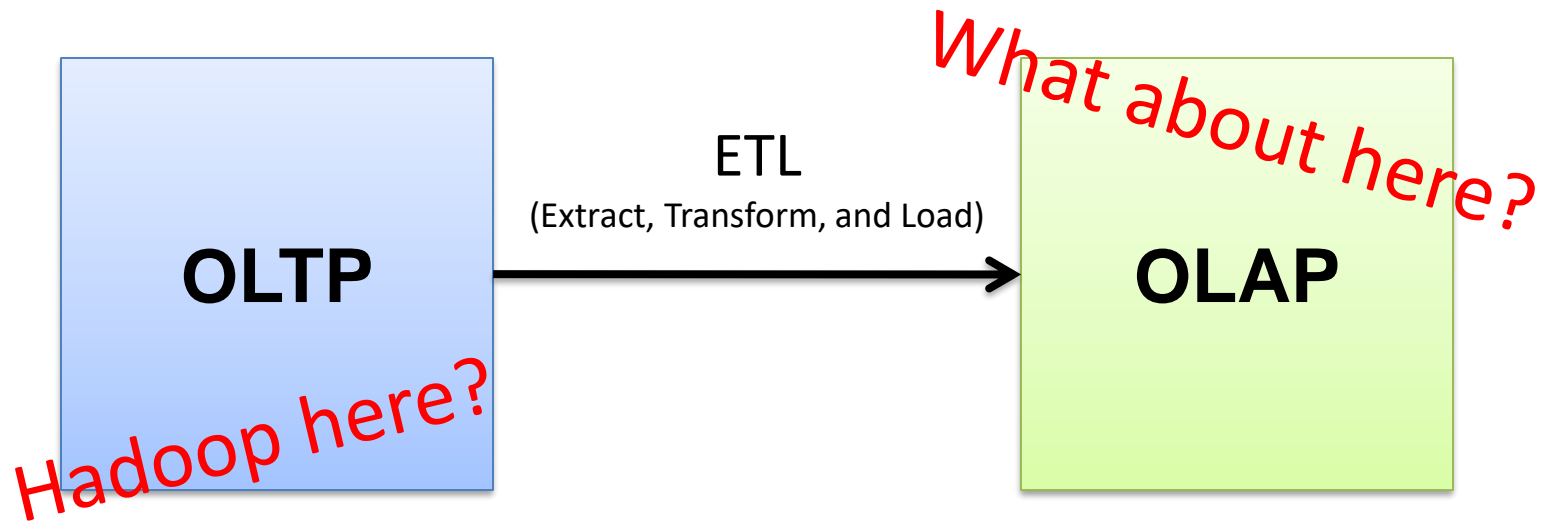 What about here?
ETL
(Extract, Transform, and Load)
OLTP
OLAP
Hadoop here?